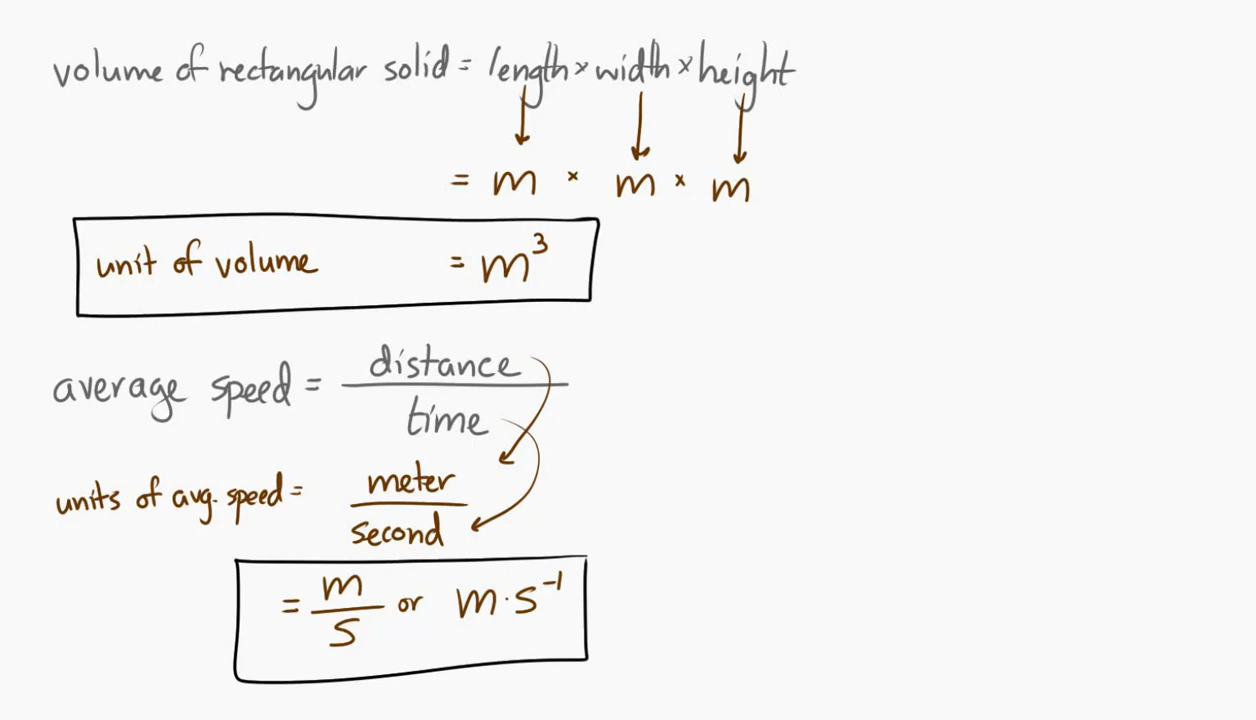 volume of rectangular solid = length × width × height
= m × m × m
unit of volume = m³
average speed = distance
time
units of avg. speed = meter
second
= m/s or m·s⁻¹